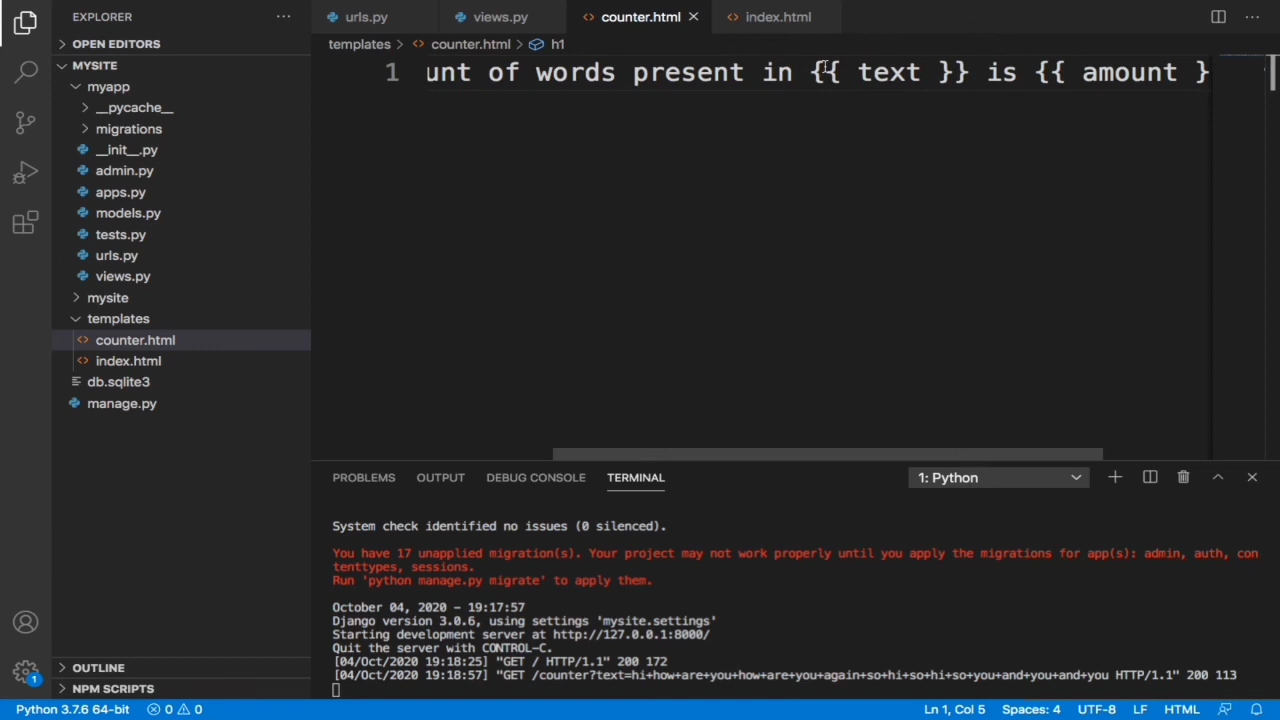 EXPLORER
urls.py
views.py
counter.html
index.html
OPEN EDITORS
templates > counter.html > h1
MYSITE
1 unt of words present in {{ text }} is {{ amount }
myapp
__pycache__
migrations
__init__.py
admin.py
apps.py
models.py
tests.py
urls.py
views.py
mysite
templates
counter.html
index.html
db.sqlite3
manage.py
PROBLEMS
OUTPUT
DEBUG CONSOLE
TERMINAL
1: Python
System check identified no issues (0 silenced).
You have 17 unapplied migration(s). Your project may not work properly until you apply the migrations for app(s): admin, auth, con
tenttypes, sessions.
Run 'python manage.py migrate' to apply them.
October 04, 2020 - 19:17:57
Django version 3.0.6, using settings 'mysite.settings'
Starting development server at http://127.0.0.1:8000/
Quit the server with CONTROL-C.
[04/Oct/2020 19:18:25] "GET / HTTP/1.1" 200 172
[04/Oct/2020 19:18:57] "GET /counter?text=hi+how+are+you+how+are+you+again+so+hi+so+hi+so+you+and+you+and+you HTTP/1.1" 200 113
OUTLINE
NPM SCRIPTS
1
Python 3.7.6 64-bit
0
0
Ln 1, Col 5
Spaces: 4
UTF-8
LF
HTML